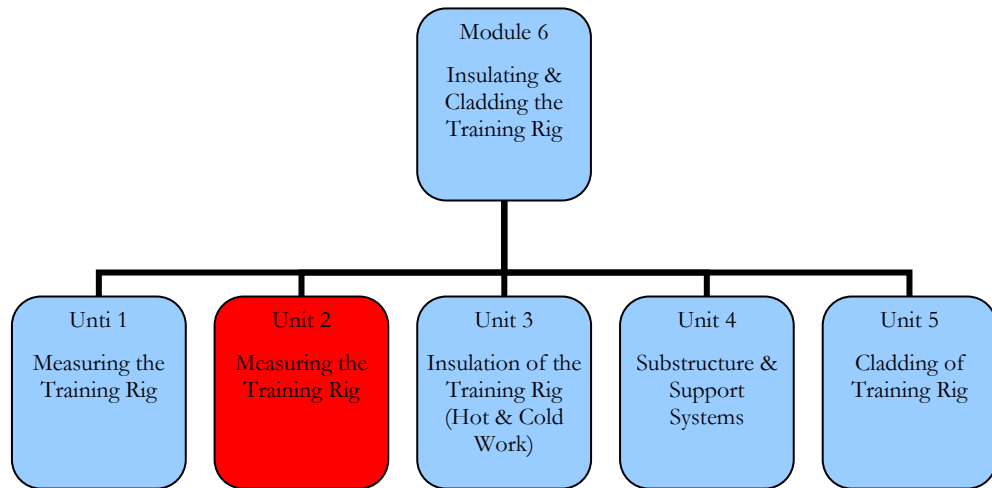 Module 6
Insulating &
Cladding the
Training Rig
Unti 1
Measuring the
Training Rig
Unit 2
Measuring the
Training Rig
Unit 3
Insulation of the
Training Rig
(Hot & Cold
Work)
Unit 4
Substructure &
Support
Systems
Unit 5
Cladding of
Training Rig